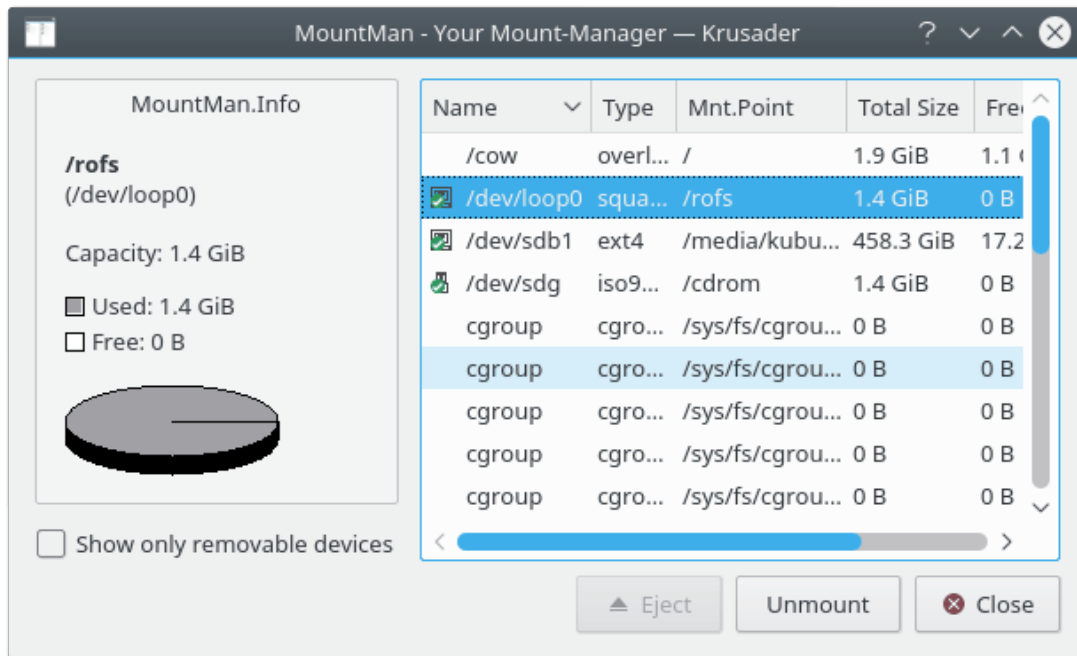 MountMan - Your Mount-Manager — Krusader
MountMan.Info
/rofs
(/dev/loop0)
Capacity: 1.4 GiB
Used: 1.4 GiB
Free: 0 B
Show only removable devices
Name Type Mnt.Point Total Size Fre
/cow overl... / 1.9 GiB 1.1
/dev/loop0 squa... /rofs 1.4 GiB 0 B
/dev/sdb1 ext4 /media/kubu... 458.3 GiB 17.2
/dev/sdg iso9... /cdrom 1.4 GiB 0 B
cgroup cgro... /sys/fs/cgrou... 0 B 0 B
cgroup cgro... /sys/fs/cgrou... 0 B 0 B
cgroup cgro... /sys/fs/cgrou... 0 B 0 B
cgroup cgro... /sys/fs/cgrou... 0 B 0 B
cgroup cgro... /sys/fs/cgrou... 0 B 0 B
Eject Unmount Close